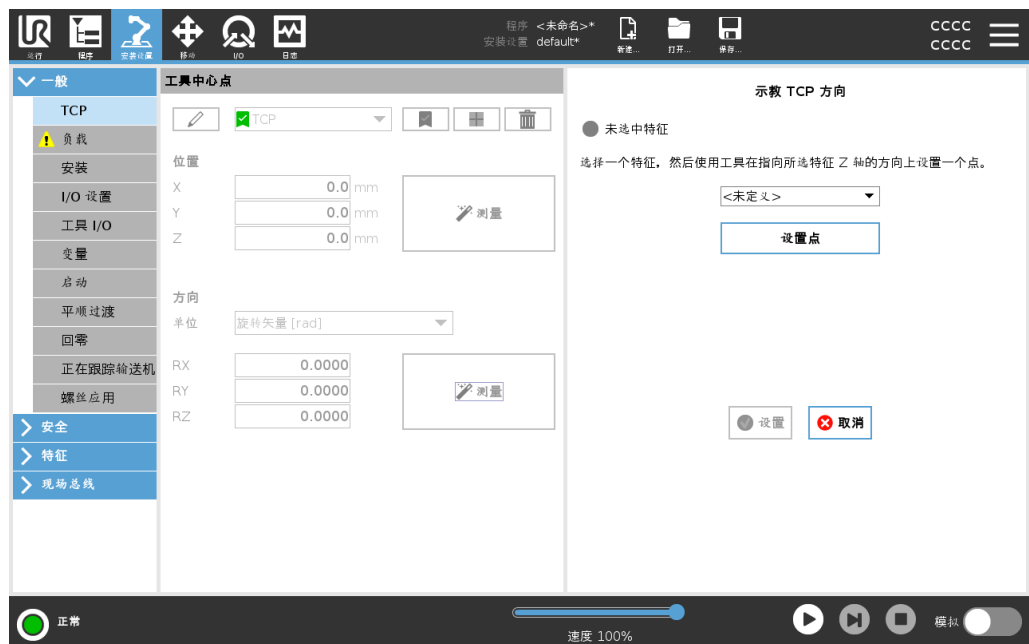 UR
运行
程序
安装设置
移动
I/O
日志
程序 <未命名>*
安装设置 default*
新建...
打开...
保存...
CCCC
CCCC
一般
TCP
负载
安装
I/O 设置
工具 I/O
变量
启动
平顺过渡
回零
正在跟踪输送机
螺丝应用
安全
特征
现场总线
工具中心点
TCP
位置
X 0.0 mm
Y 0.0 mm
Z 0.0 mm
测量
方向
单位 旋转矢量 [rad]
RX 0.0000
RY 0.0000
RZ 0.0000
测量
示教 TCP 方向
未选中特征
选择一个特征，然后使用工具在指向所选特征 Z 轴的方向上设置一个点。
<未定义>
设置点
设置
取消
正常
速度 100%
模拟